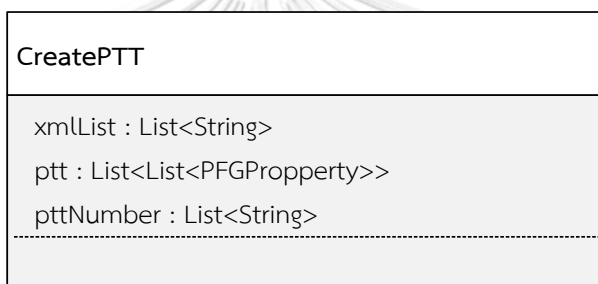 CreatePTT
xmlList : List<String>
ptt : List<List<PFGPropperty>>
pttNumber : List<String>